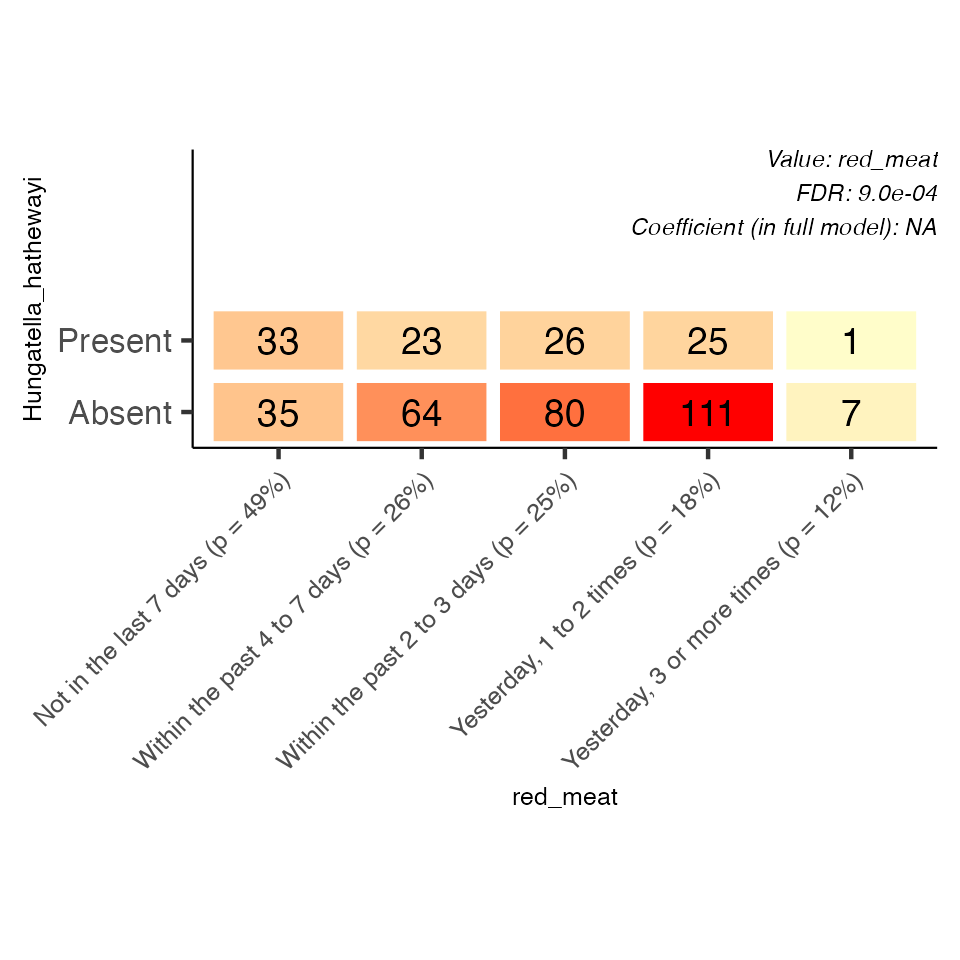 Value: red_meat
FDR: 9.0e-04
Coefficient (in full model): NA
Hungatella_hathewayi
Present 33 23 26 25 1
Absent 35 64 80 111 7
Not in the last 7 days (p = 49%)
Within the past 4 to 7 days (p = 26%)
Within the past 2 to 3 days (p = 25%)
Yesterday, 1 to 2 times (p = 18%)
Yesterday, 3 or more times (p = 12%)
red_meat